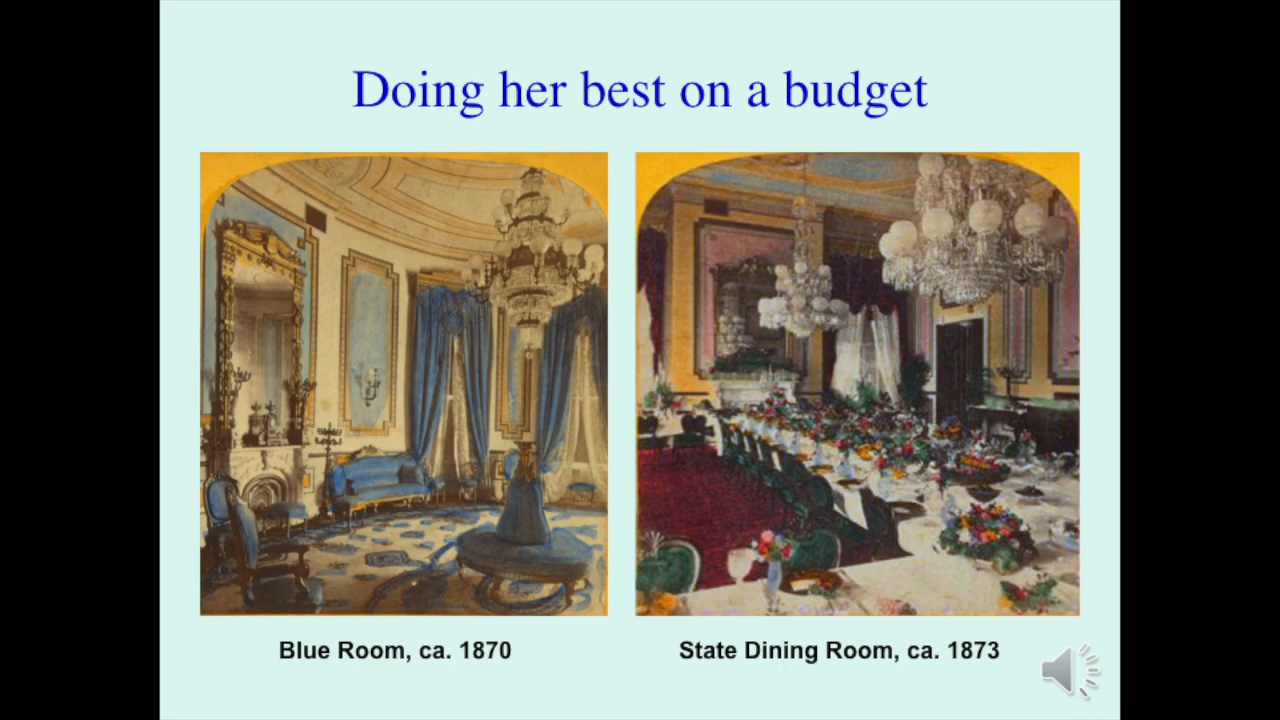 Doing her best on a budget
Blue Room, ca. 1870
State Dining Room, ca. 1873